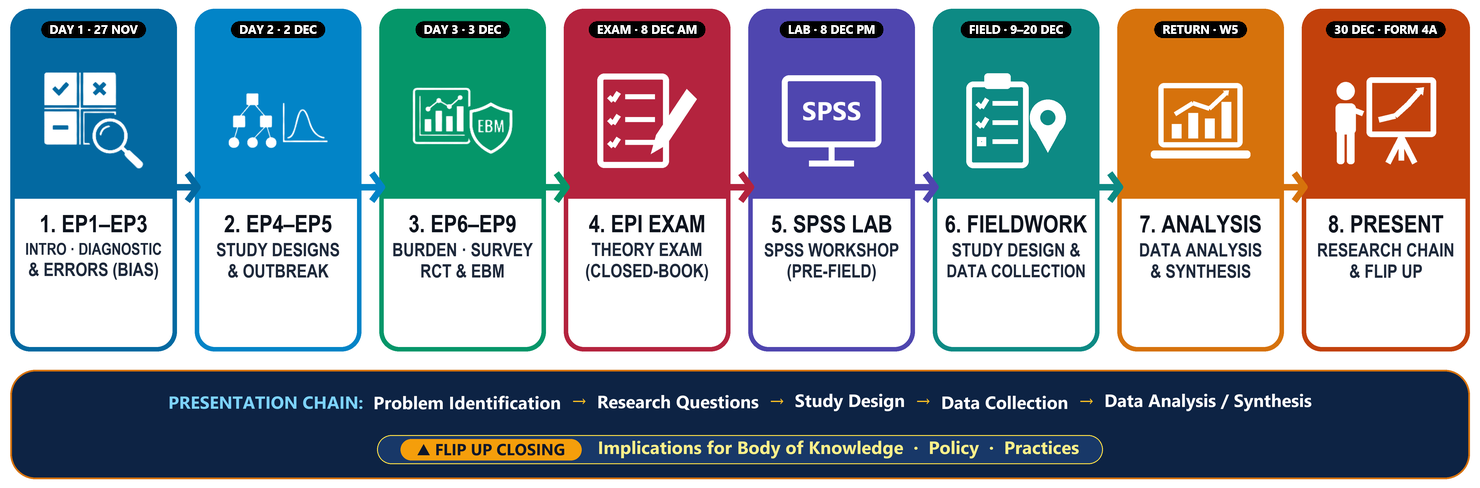 DAY 1 · 27 NOV
1. EP1–EP3
INTRO · DIAGNOSTIC
& ERRORS (BIAS)
DAY 2 · 2 DEC
2. EP4–EP5
STUDY DESIGNS
& OUTBREAK
DAY 3 · 3 DEC
EBM
3. EP6–EP9
BURDEN · SURVEY
RCT & EBM
EXAM · 8 DEC AM
4. EPI EXAM
THEORY EXAM
(CLOSED-BOOK)
LAB · 8 DEC PM
SPSS
5. SPSS LAB
SPSS WORKSHOP
(PRE-FIELD)
FIELD · 9–20 DEC
6. FIELDWORK
STUDY DESIGN &
DATA COLLECTION
RETURN · W5
7. ANALYSIS
DATA ANALYSIS
& SYNTHESIS
30 DEC · FORM 4A
8. PRESENT
RESEARCH CHAIN
& FLIP UP
PRESENTATION CHAIN: Problem Identification → Research Questions → Study Design → Data Collection → Data Analysis / Synthesis
▲ FLIP UP CLOSING Implications for Body of Knowledge · Policy · Practices